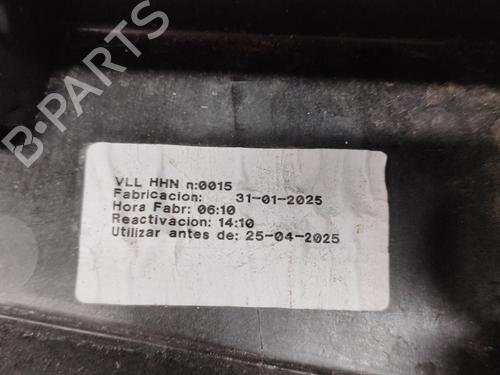 B-PARTS
VLL HHN n:0015
Fabricacion: 31-01-2025
Hora Fabr: 06:10
Reactivacion: 14:10
Utilizar antes de: 25-04-2025